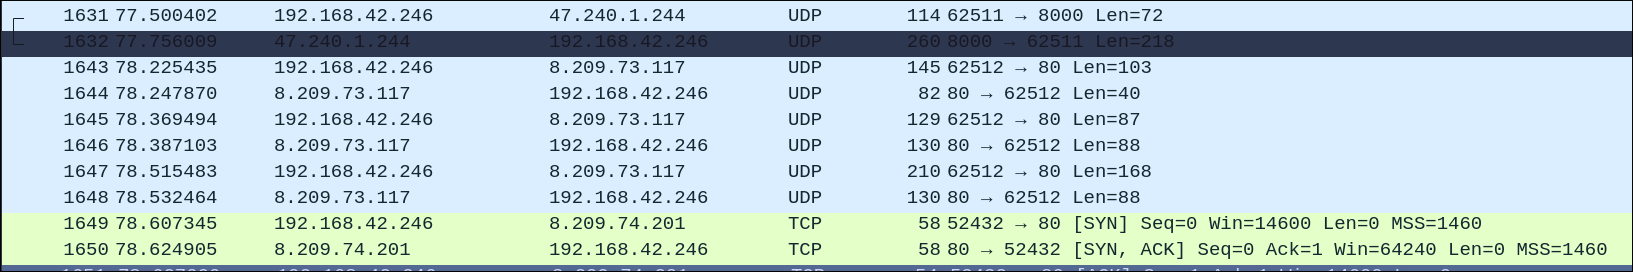 1631 77.500402 192.168.42.246 47.240.1.244 UDP 114 62511 → 8000 Len=72
1632 77.756009 47.240.1.244 192.168.42.246 UDP 260 8000 → 62511 Len=218
1643 78.225435 192.168.42.246 8.209.73.117 UDP 145 62512 → 80 Len=103
1644 78.247870 8.209.73.117 192.168.42.246 UDP 82 80 → 62512 Len=40
1645 78.369494 192.168.42.246 8.209.73.117 UDP 129 62512 → 80 Len=87
1646 78.387103 8.209.73.117 192.168.42.246 UDP 130 80 → 62512 Len=88
1647 78.515483 192.168.42.246 8.209.73.117 UDP 210 62512 → 80 Len=168
1648 78.532464 8.209.73.117 192.168.42.246 UDP 130 80 → 62512 Len=88
1649 78.607345 192.168.42.246 8.209.74.201 TCP 58 52432 → 80 [SYN] Seq=0 Win=14600 Len=0 MSS=1460
1650 78.624905 8.209.74.201 192.168.42.246 TCP 58 80 → 52432 [SYN, ACK] Seq=0 Ack=1 Win=64240 Len=0 MSS=1460